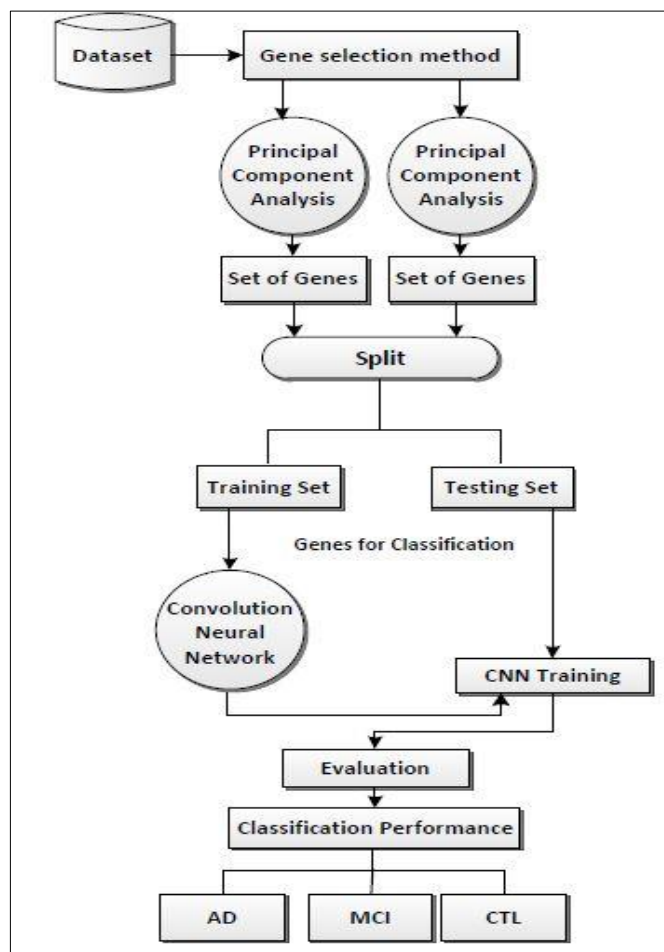 Dataset
Gene selection method
Principal
Component
Analysis
Principal
Component
Analysis
Set of Genes
Set of Genes
Split
Training Set
Testing Set
Genes for Classification
Convolution
Neural
Network
CNN Training
Evaluation
Classification Performance
AD
MCI
CTL